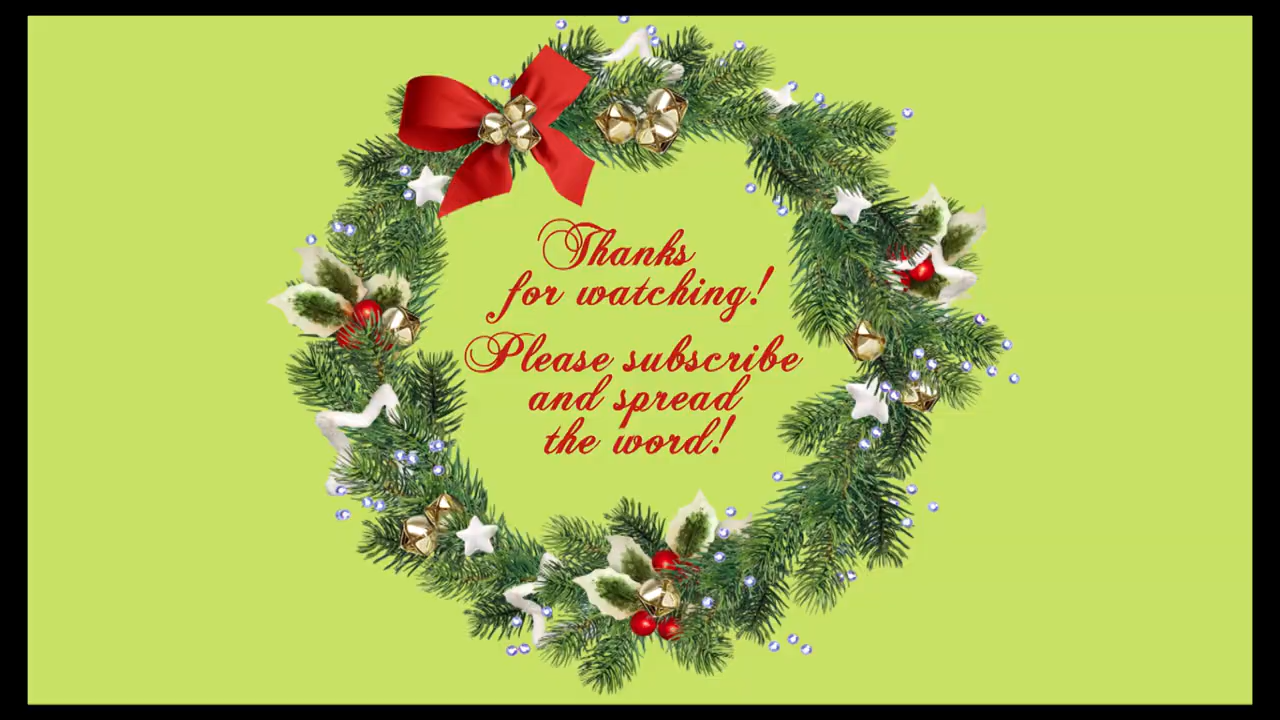 Thanks
for watching!
Please subscribe
and spread
the word!